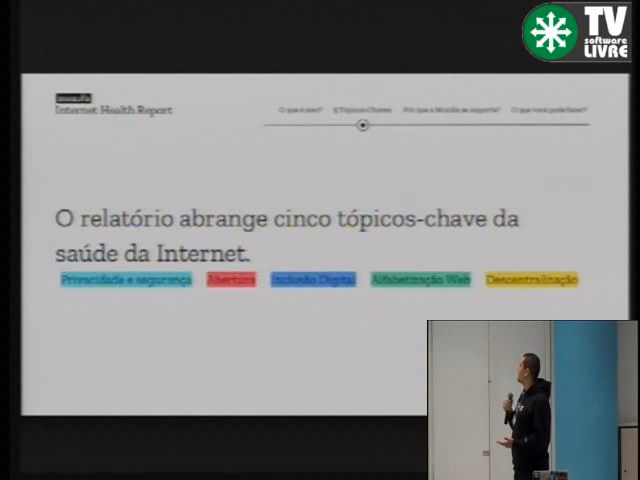 TV
software
LIVRE
mozilla
Internet Health Report
O que é isso? 5 Tópicos-Chaves Por que a Mozilla se importa? O que você pode fazer?
O relatório abrange cinco tópicos-chave da
saúde da Internet.
Privacidade e segurança Abertura Inclusão Digital Alfabetização Web Descentralização